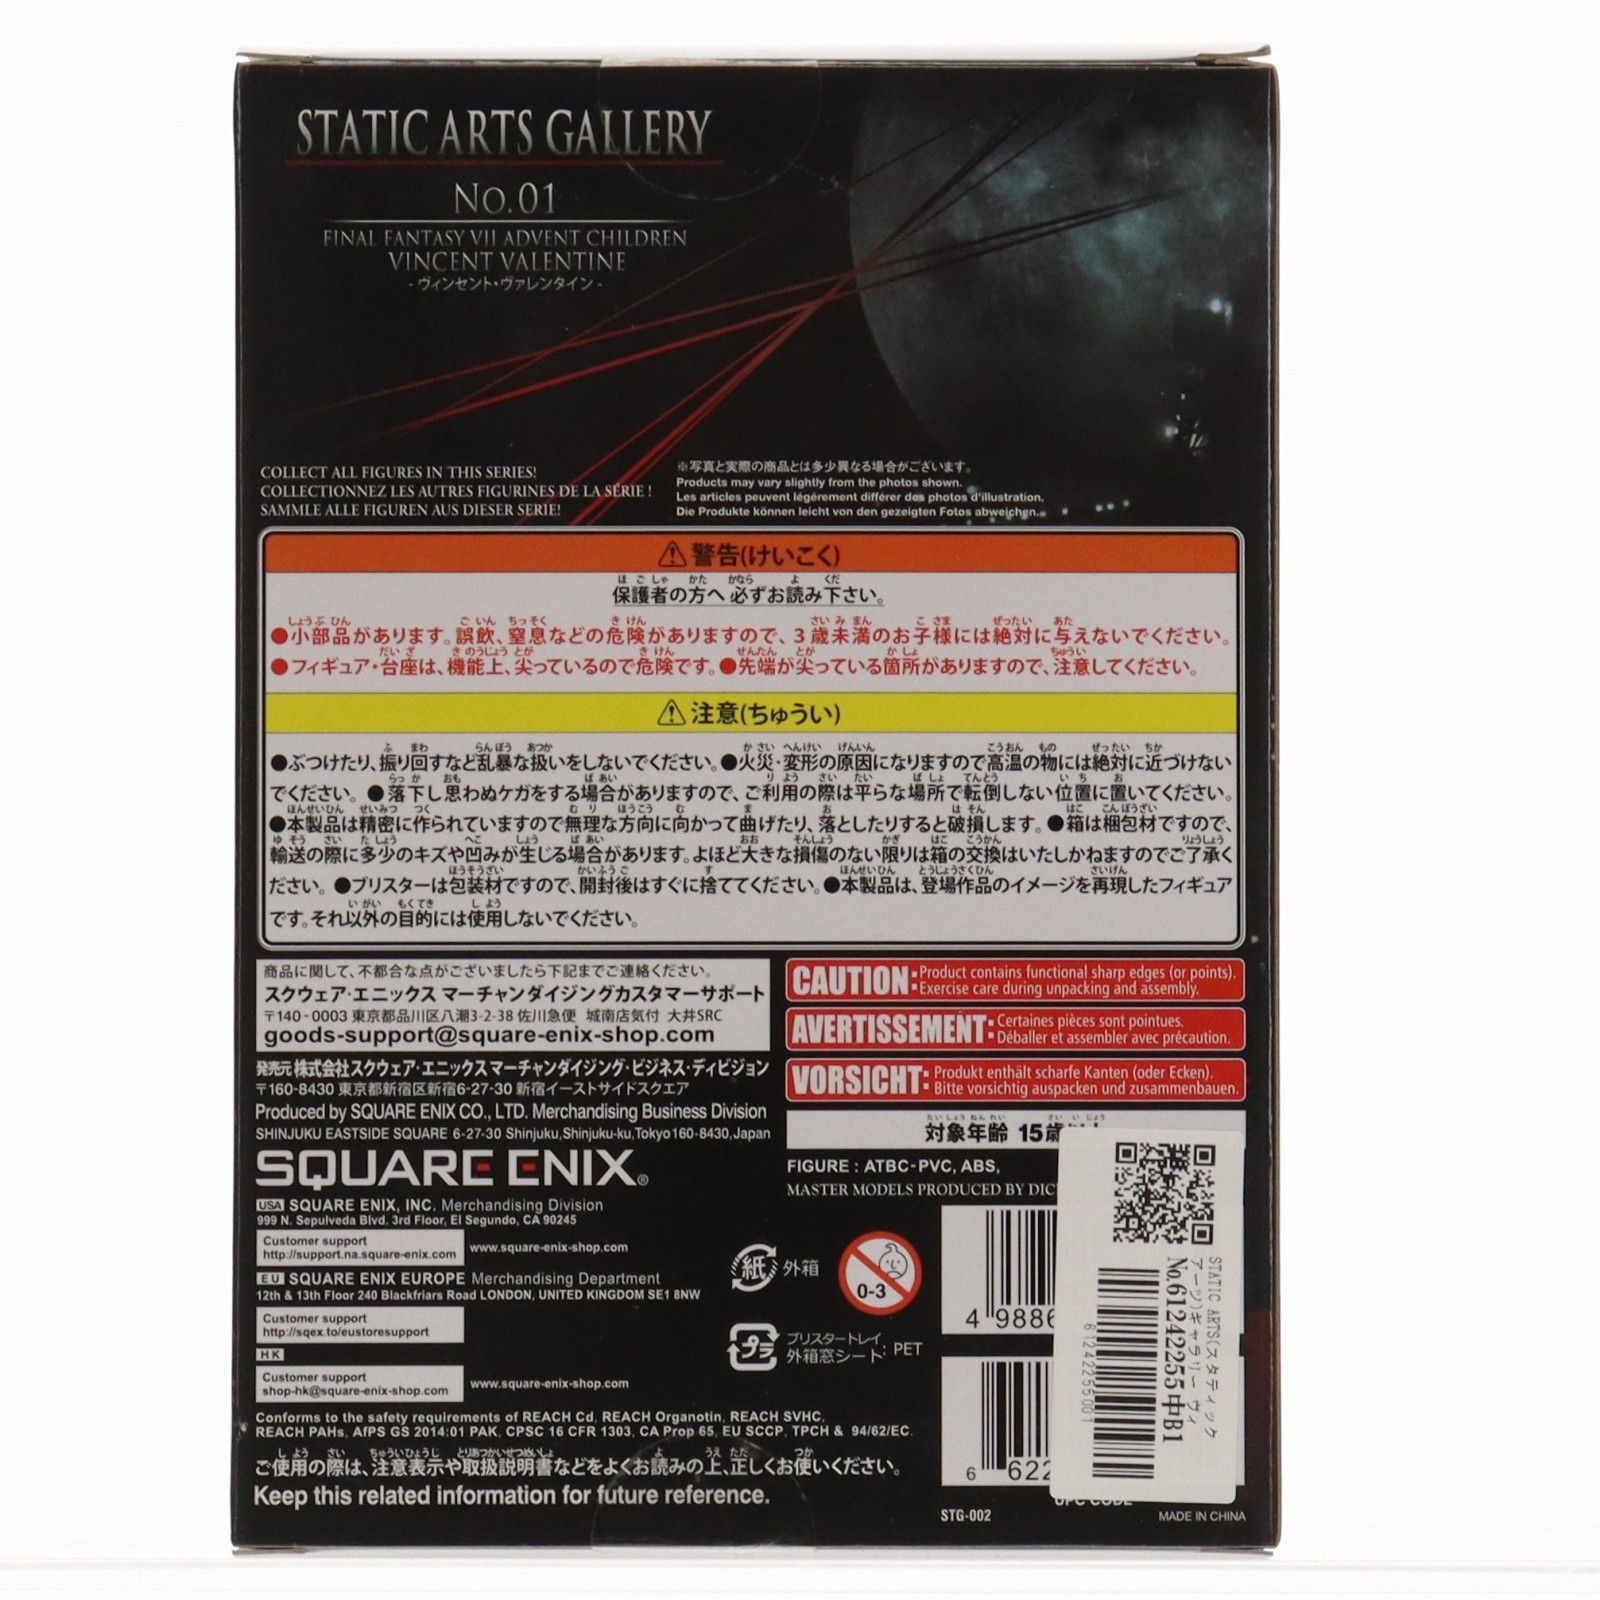 STATIC ARTS GALLERY
No.01
FINAL FANTASY VII ADVENT CHILDREN
VINCENT VALENTINE
- ヴィンセント・ヴァレンタイン -
COLLECT ALL FIGURES IN THIS SERIES!
COLLECTIONNEZ LES AUTRES FIGURINES DE LA SÉRIE !
SAMMLE ALLE FIGUREN AUS DIESER SERIE!
※写真と実際の商品とは多少異なる場合がございます。
Products may vary slightly from the photos shown.
Les articles peuvent légérement différer des photos d'illustration.
Die Produkte können leicht von den gezeigten Fotos abweichen.
⚠警告(けいこく)
保護者の方へ 必ずお読み下さい。
●小部品があります。誤飲、窒息などの危険がありますので、3歳未満のお子様には絶対に与えないでください。
●フィギュア・台座は、機能上、尖っているので危険です。●先端が尖っている箇所がありますので、注意してください。
⚠注意(ちゅうい)
●ぶつけたり、振り回すなど乱暴な扱いをしないでください。●火災・変形の原因になりますので高温の物には絶対に近づけない
でください。●落下し思わぬケガをする場合がありますので、ご利用の際は平らな場所で転倒しない位置に置いてください。
●本製品は精密に作られていますので無理な方向に向かって曲げたり、落としたりすると破損します。●箱は梱包材ですので、
輸送の際に多少のキズや凹みが生じる場合があります。よほど大きな損傷のない限りは箱の交換はいたしかねますのでご了承く
ださい。●ブリスターは包装材ですので、開封後はすぐに捨ててください。●本製品は、登場作品のイメージを再現したフィギュア
です。それ以外の目的には使用しないでください。
商品に関して、不都合な点がございましたら下記までご連絡ください。
スクウェア・エニックス マーチャンダイジングカスタマーサポート
〒140-0003 東京都品川区八潮3-2-38 佐川急便 城南店気付 大井SRC
goods-support@square-enix-shop.com
発売元 株式会社スクウェア・エニックス マーチャンダイジング・ビジネス・ディビジョン
〒160-8430 東京都新宿区新宿6-27-30 新宿イーストサイドスクエア
Produced by SQUARE ENIX CO., LTD. Merchandising Business Division
SHINJUKU EASTSIDE SQUARE 6-27-30 Shinjuku,Shinjuku-ku,Tokyo 160-8430,Japan
SQUARE ENIX®
USA SQUARE ENIX, INC. Merchandising Division
999 N. Sepulveda Blvd. 3rd Floor, El Segundo, CA 90245
Customer support
http://support.na.square-enix.com www.square-enix-shop.com
EU SQUARE ENIX EUROPE Merchandising Department
12th & 13th Floor 240 Blackfriars Road LONDON, UNITED KINGDOM SE1 8NW
Customer support
http://sqex.to/eustoresupport
HK
Customer support
shop-hk@square-enix-shop.com www.square-enix-shop.com
Conforms to the safety requirements of REACH Cd, REACH Organotin, REACH SVHC,
REACH PAHs, AfPS GS 2014:01 PAK, CPSC 16 CFR 1303, CA Prop 65, EU SCCP, TPCH & 94/62/EC.
ご使用の際は、注意表示や取扱説明書などをよくお読みの上、正しくお使いください。
Keep this related information for future reference.
CAUTION: Product contains functional sharp edges (or points).
Exercise care during unpacking and assembly.
AVERTISSEMENT: Certaines pièces sont pointues.
Déballer et assembler avec précaution.
VORSICHT: Produkt enthält scharfe Kanten (oder Ecken).
Bitte vorsichtig auspacken und zusammenbauen.
対象年齢 15歳
FIGURE : ATBC-PVC, ABS,
MASTER MODELS PRODUCED BY
紙 外箱
0-3
プラ ブリスタートレイ
外箱窓シート: PET
4 9886
6 622
UPC CODE
STG-002
MADE IN CHINA
STATIC ARTS(スタティック
アーツ)ギャラリー ヴィ
No.61242255中B1
61242255001